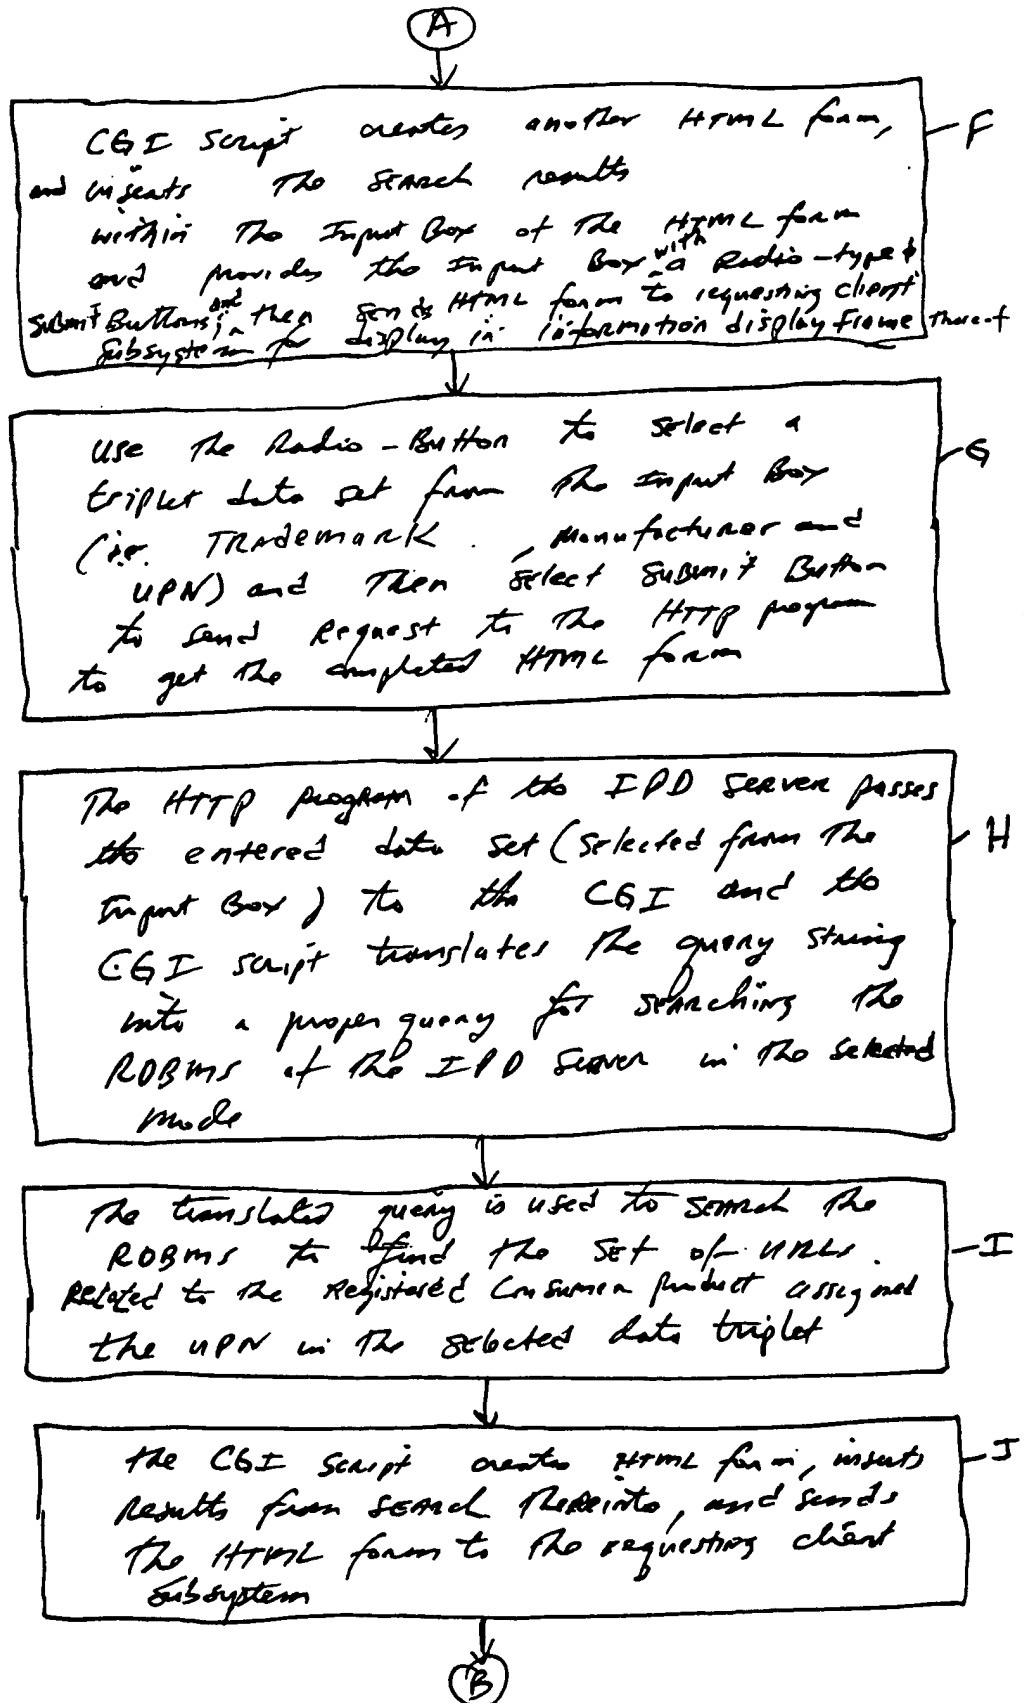 A
CGI Script creates another HTML form, F
and inserts the search results
within the Input Box of the HTML form
and provides the Input Box with a Radio-type &
Submit Buttons; and then sends HTML form to requesting client
subsystem for display in information display Frame thereof
Use the Radio-Button to select a G
triplet data set from the Input Box
(i.e. Trademark, Manufacturer and
UPN) and Then select Submit Button
to send Request to the HTTP program
to get the completed HTML form
The HTTP program of the IPD Server passes
the entered data set (selected from The H
Input Box) to the CGI and the
CGI script translates the query string
into a proper query for searching the
RDBMS of the IPD Server in the selected
mode
The translated query is used to search the
RDBMS to find the set of URLs I
Related to the Registered Consumer product assigned
the UPN in the selected data triplet
the CGI Script creates HTML form, inserts J
Results from search thereinto, and sends
the HTML form to the requesting client
subsystem
B